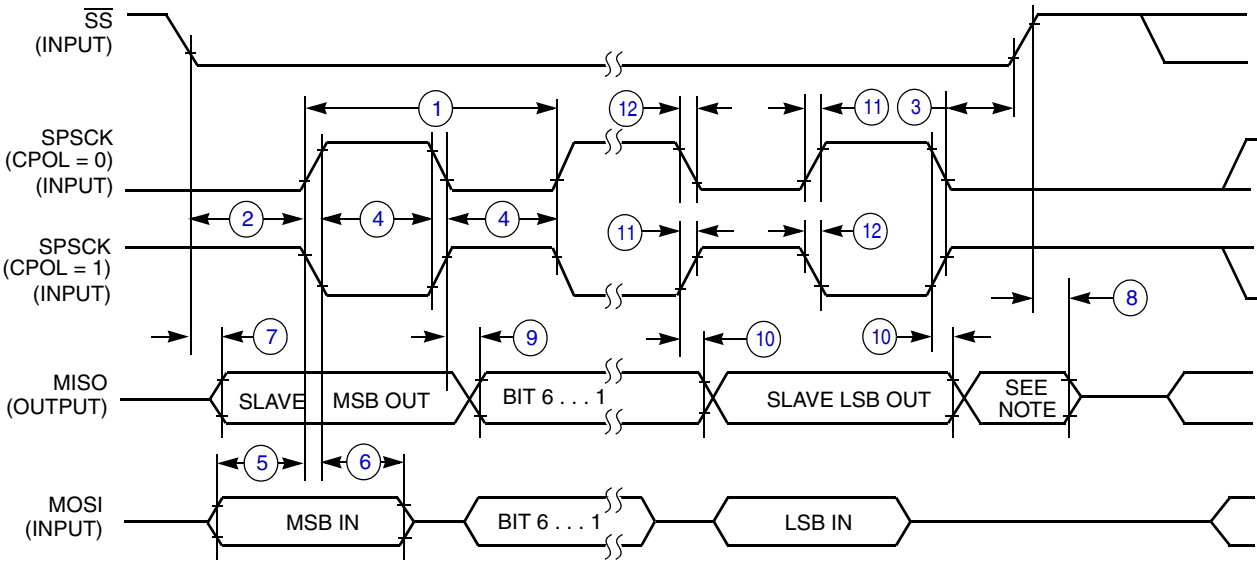 SS
(INPUT)
1
12
11
3
SPSCK
(CPOL = 0)
(INPUT)
2
4
4
11
12
SPSCK
(CPOL = 1)
(INPUT)
8
7
9
10
10
MISO
(OUTPUT)
SLAVE
MSB OUT
BIT 6 . . . 1
SLAVE LSB OUT
SEE
NOTE
5
6
MOSI
(INPUT)
MSB IN
BIT 6 . . . 1
LSB IN